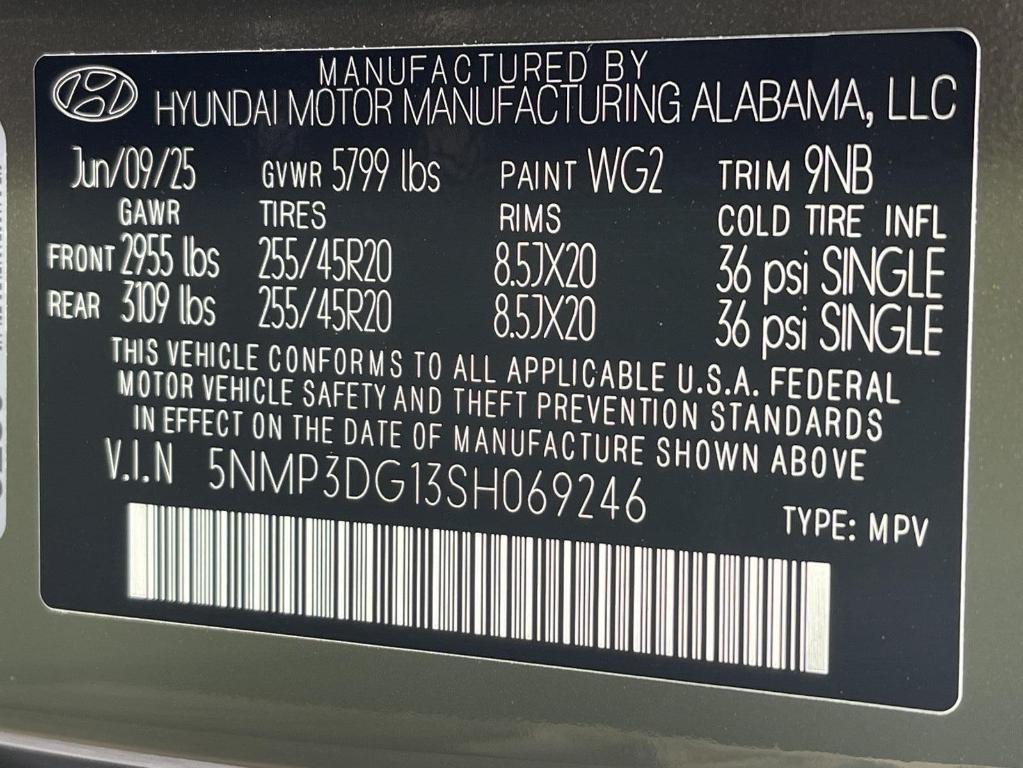 MANUFACTURED BY
HYUNDAI MOTOR MANUFACTURING ALABAMA, LLC
Jun/09/25 GVWR 5799 lbs PAINT WG2 TRIM 9NB
GAWR TIRES RIMS COLD TIRE INFL
FRONT 2955 lbs 255/45R20 8.5JX20 36 psi SINGLE
REAR 3109 lbs 255/45R20 8.5JX20 36 psi SINGLE
THIS VEHICLE CONFORMS TO ALL APPLICABLE U.S.A. FEDERAL
MOTOR VEHICLE SAFETY AND THEFT PREVENTION STANDARDS
IN EFFECT ON THE DATE OF MANUFACTURE SHOWN ABOVE
V.I.N 5NMP3DG13SH069246
TYPE: MPV